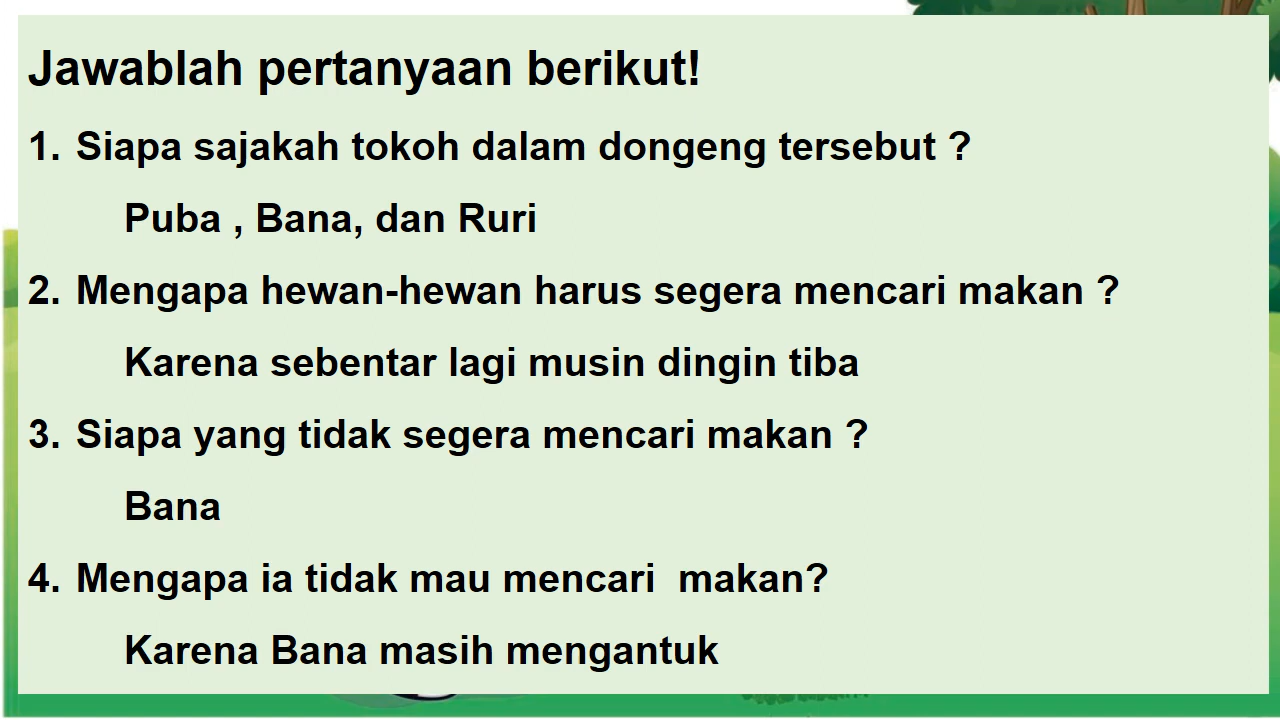 Jawablah pertanyaan berikut!
1. Siapa sajakah tokoh dalam dongeng tersebut ?
Puba , Bana, dan Ruri
2. Mengapa hewan-hewan harus segera mencari makan ?
Karena sebentar lagi musin dingin tiba
3. Siapa yang tidak segera mencari makan ?
Bana
4. Mengapa ia tidak mau mencari  makan?
Karena Bana masih mengantuk